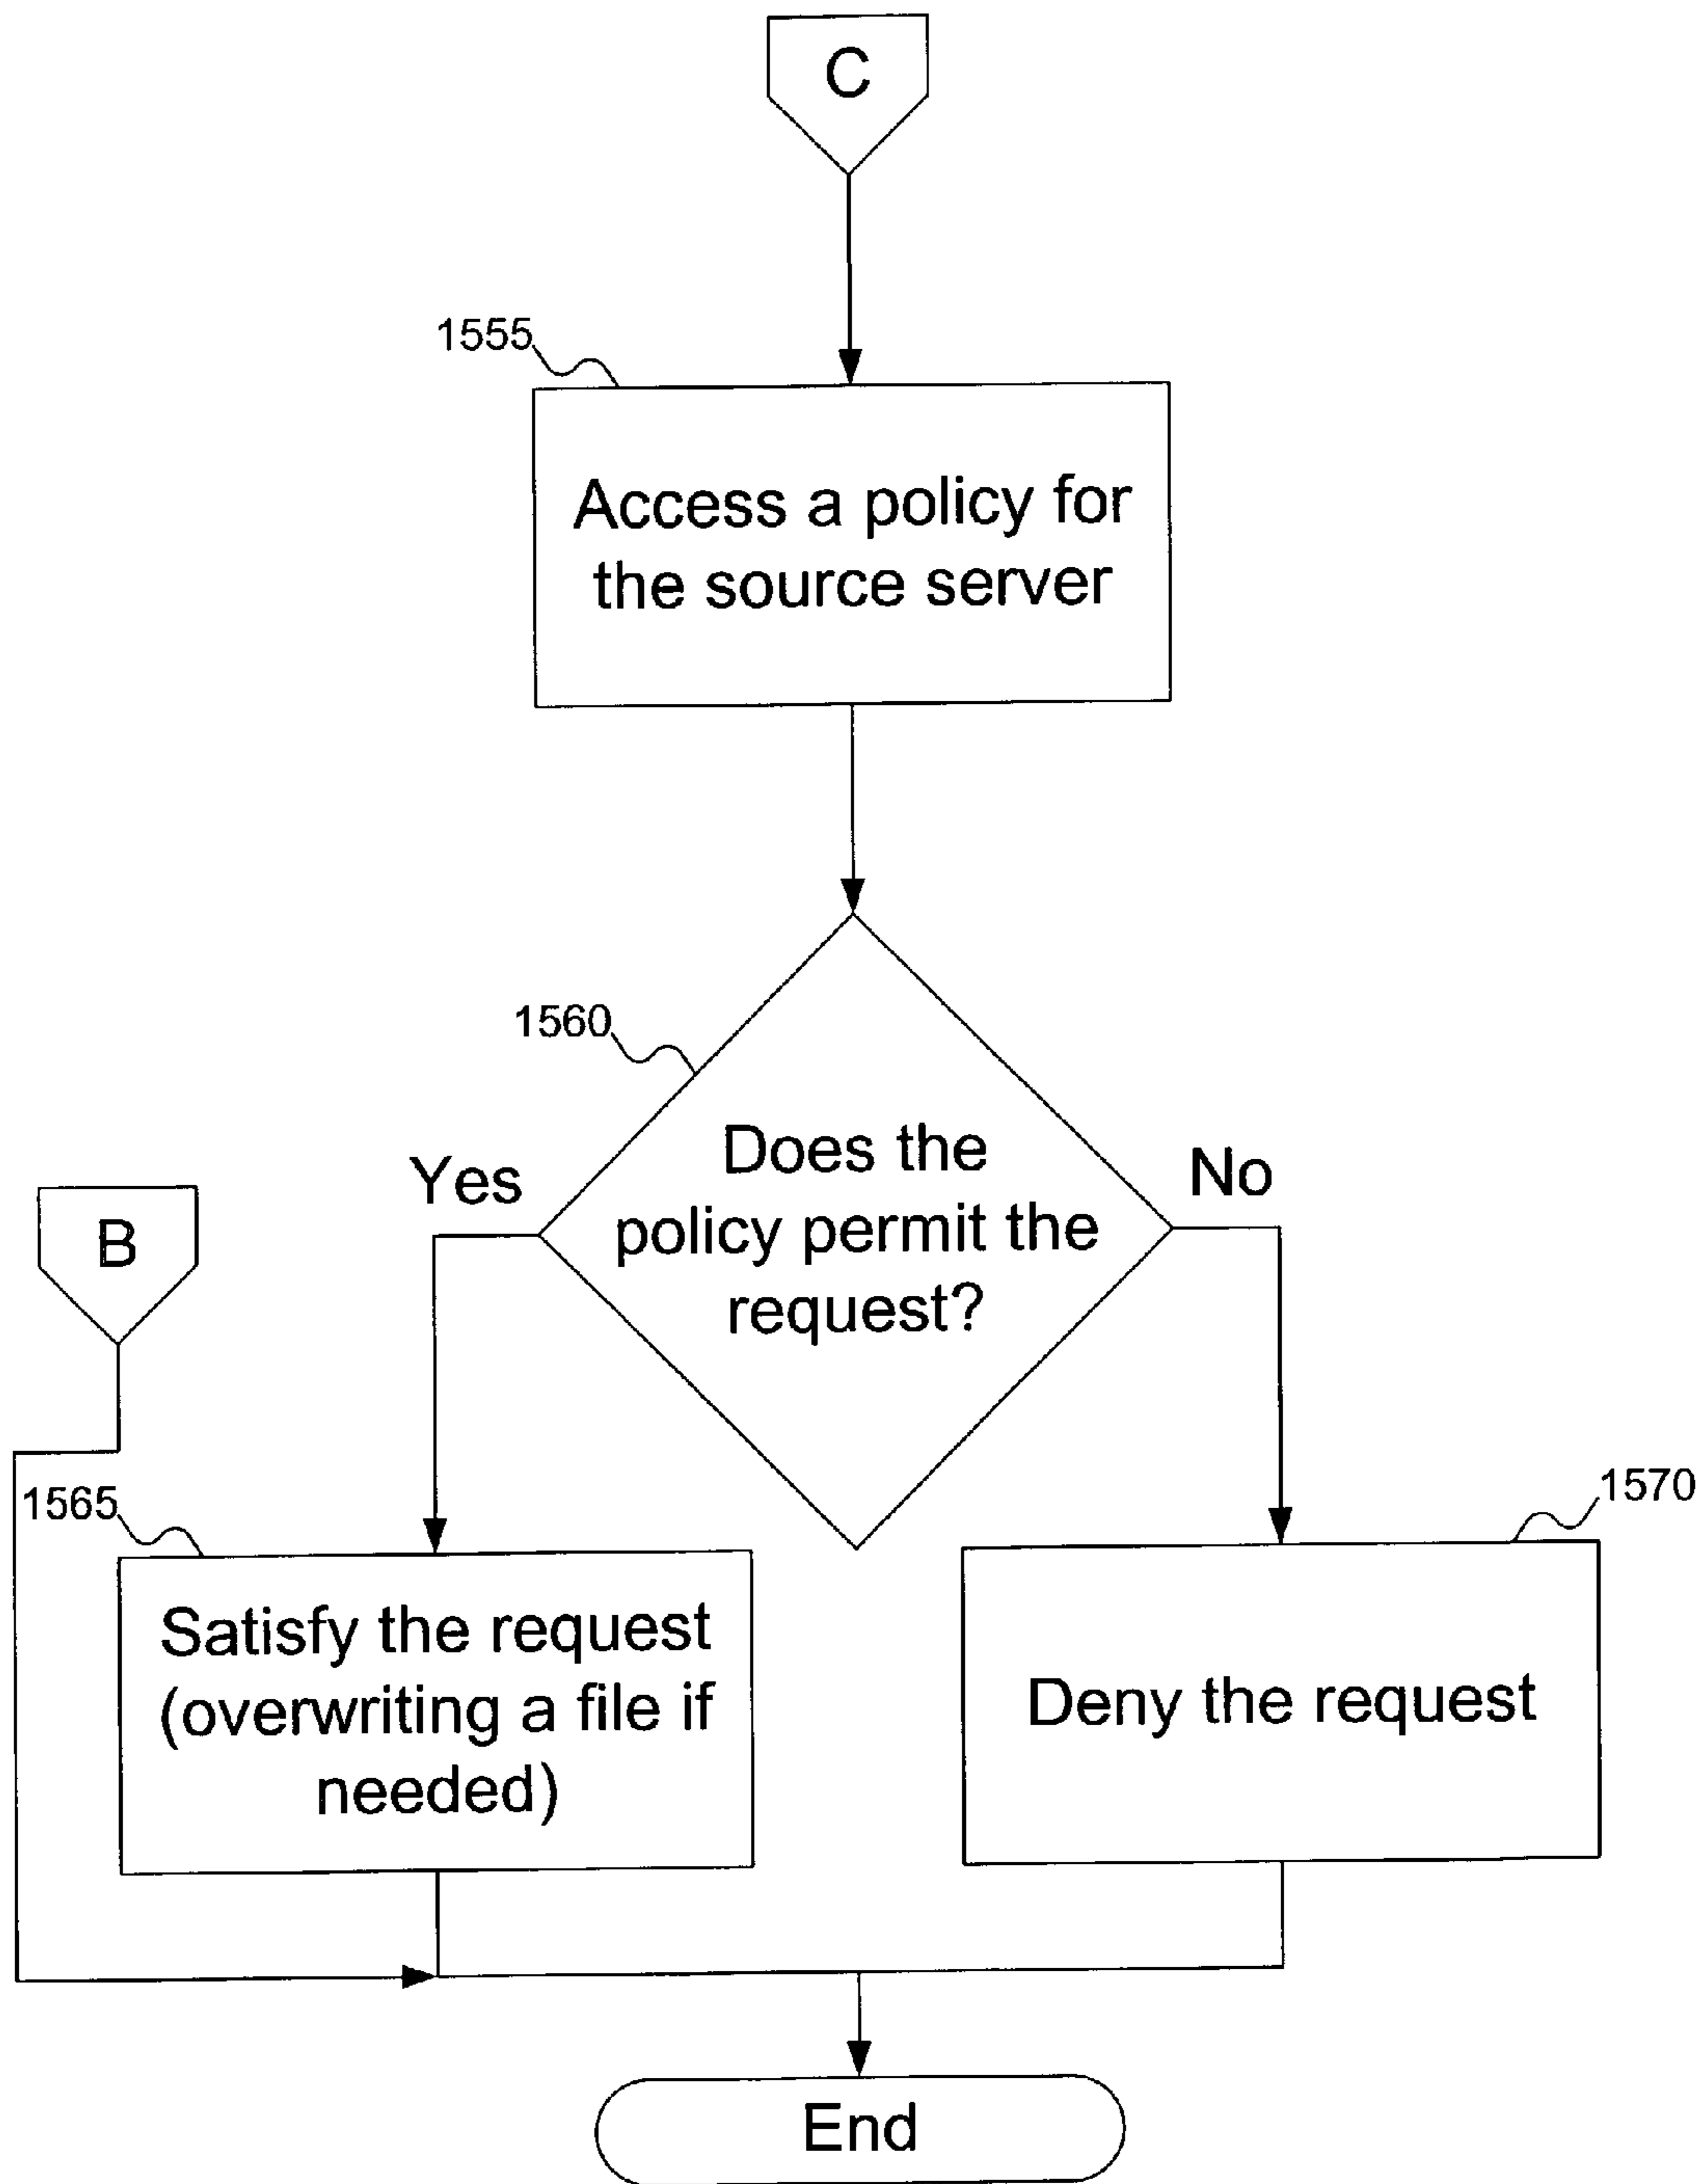 C
1555
Access a policy for
the source server
1560
Does the
policy permit the
request?
Yes
No
B
1565
Satisfy the request
(overwriting a file if
needed)
1570
Deny the request
End